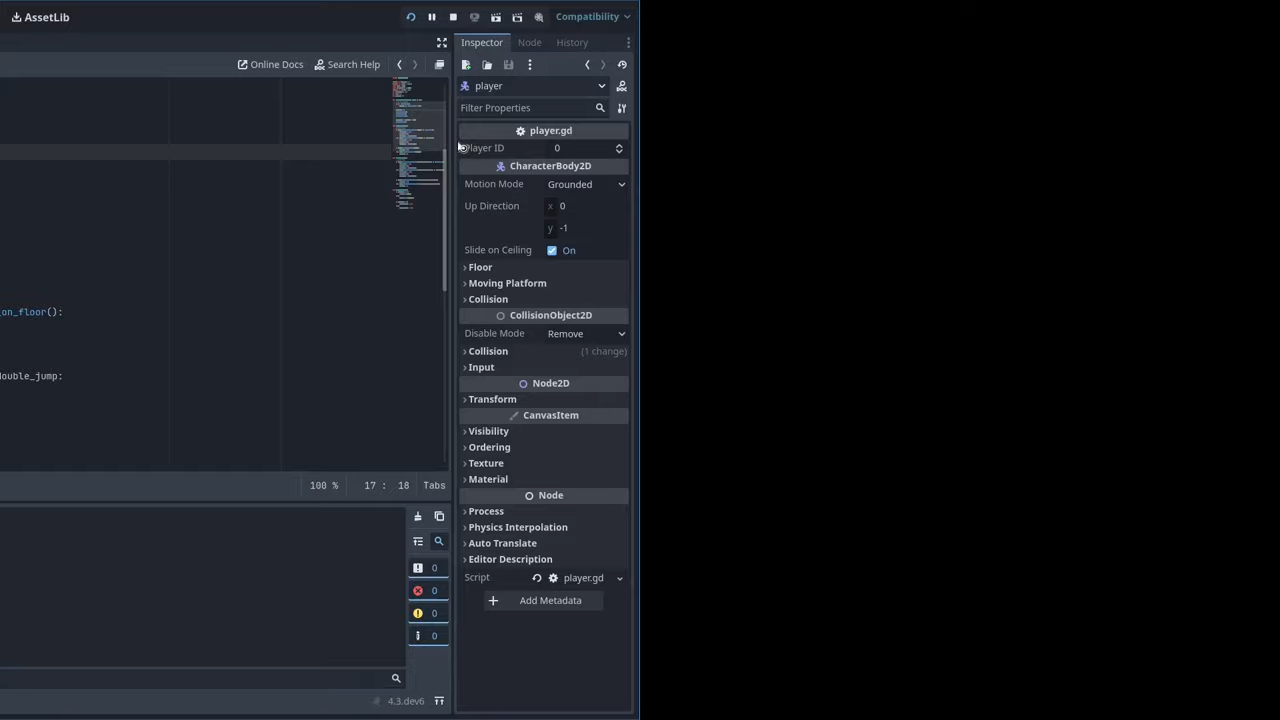 AssetLib
Compatibility
Inspector
Node
History
Online Docs
Search Help
player
Filter Properties
player.gd
Player ID
0
CharacterBody2D
Motion Mode
Grounded
Up Direction
x 0
y -1
Slide on Ceiling
On
Floor
Moving Platform
Collision
on_floor():
CollisionObject2D
Disable Mode
Remove
Collision
(1 change)
Input
double_jump:
Node2D
Transform
CanvasItem
Visibility
Ordering
Texture
Material
100 %
17 : 18
Tabs
Node
Process
Physics Interpolation
Auto Translate
Editor Description
0
0
0
0
Script
player.gd
Add Metadata
4.3.dev6